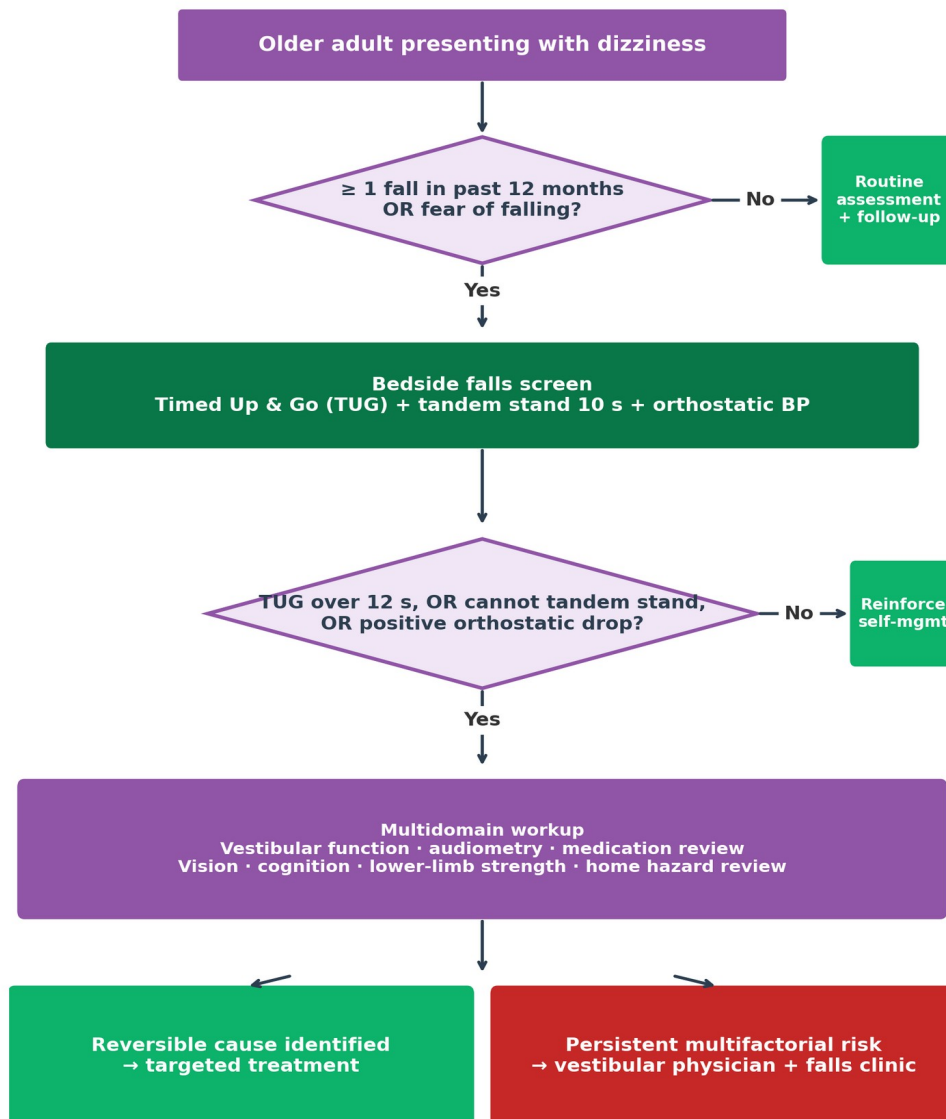 Older adult presenting with dizziness
≥ 1 fall in past 12 months
OR fear of falling?
No
Routine
assessment
+ follow-up
Yes
Bedside falls screen
Timed Up & Go (TUG) + tandem stand 10 s + orthostatic BP
TUG over 12 s, OR cannot tandem stand,
OR positive orthostatic drop?
No
Reinforce
self-mgmt
Yes
Multidomain workup
Vestibular function · audiometry · medication review
Vision · cognition · lower-limb strength · home hazard review
Reversible cause identified
→ targeted treatment
Persistent multifactorial risk
→ vestibular physician + falls clinic